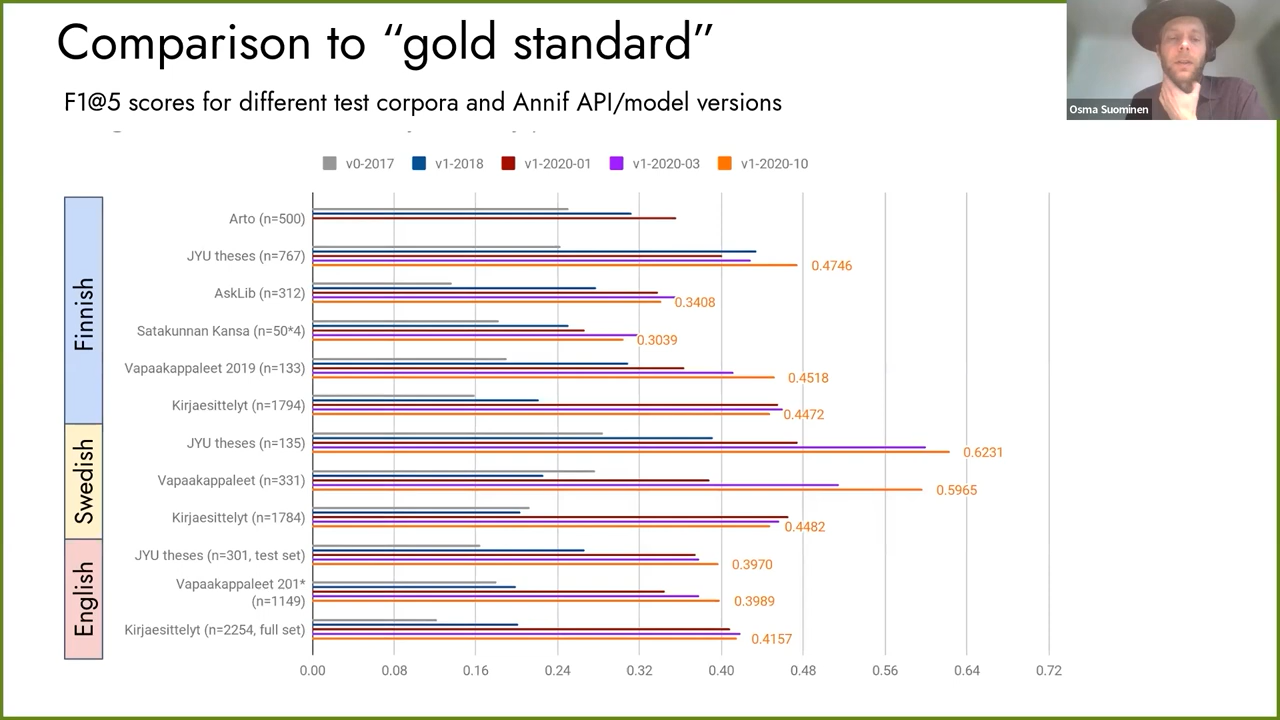 Comparison to “gold standard”
Osma Suominen
F1@5 scores for different test corpora and Annif API/model versions
v0-2017 v1-2018 v1-2020-01 v1-2020-03 v1-2020-10
Finnish
Arto (n=500)
JYU theses (n=767) 0.4746
AskLib (n=312) 0.3408
Satakunnan Kansa (n=50*4) 0.3039
Vapaakappaleet 2019 (n=133) 0.4518
Kirjaesittelyt (n=1794) 0.4472
Swedish
JYU theses (n=135) 0.6231
Vapaakappaleet (n=331) 0.5965
Kirjaesittelyt (n=1784) 0.4482
English
JYU theses (n=301, test set) 0.3970
Vapaakappaleet 201*
(n=1149) 0.3989
Kirjaesittelyt (n=2254, full set) 0.4157
0.00 0.08 0.16 0.24 0.32 0.40 0.48 0.56 0.64 0.72